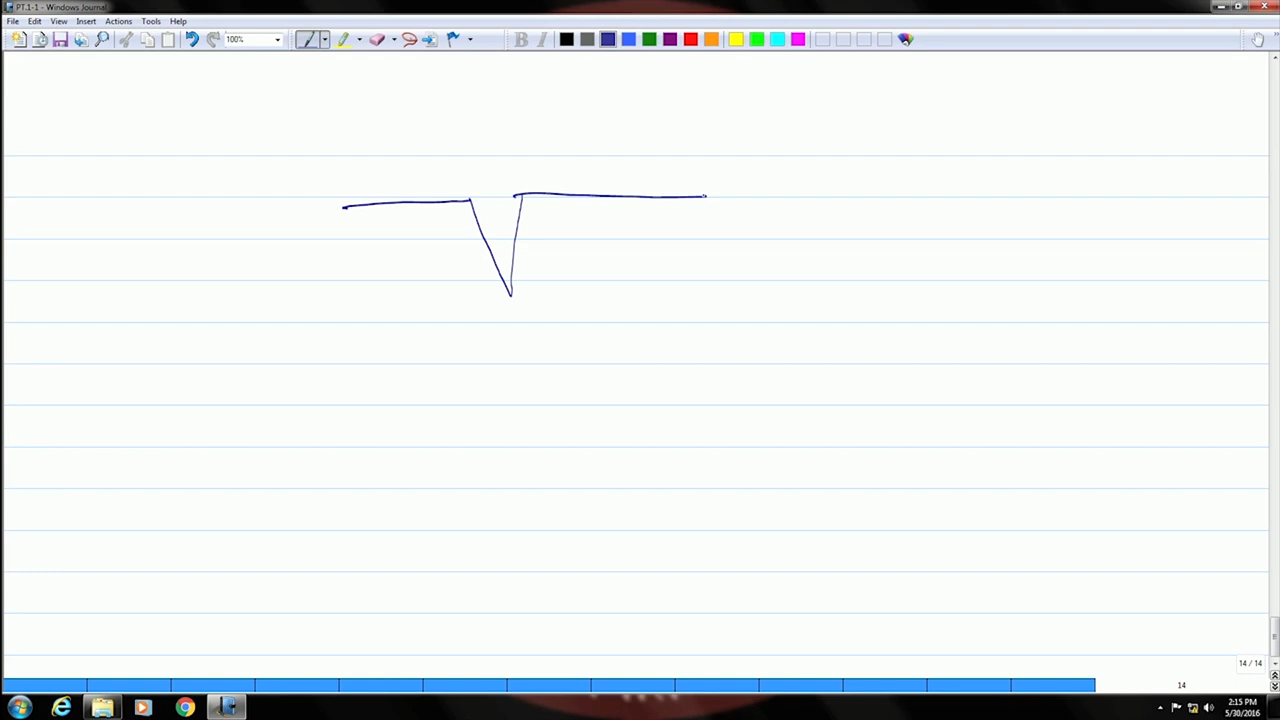 PT.1-1 - Windows Journal
File Edit View Insert Actions Tools Help
100%
B I
14 / 14
14
2:15 PM
5/30/2016